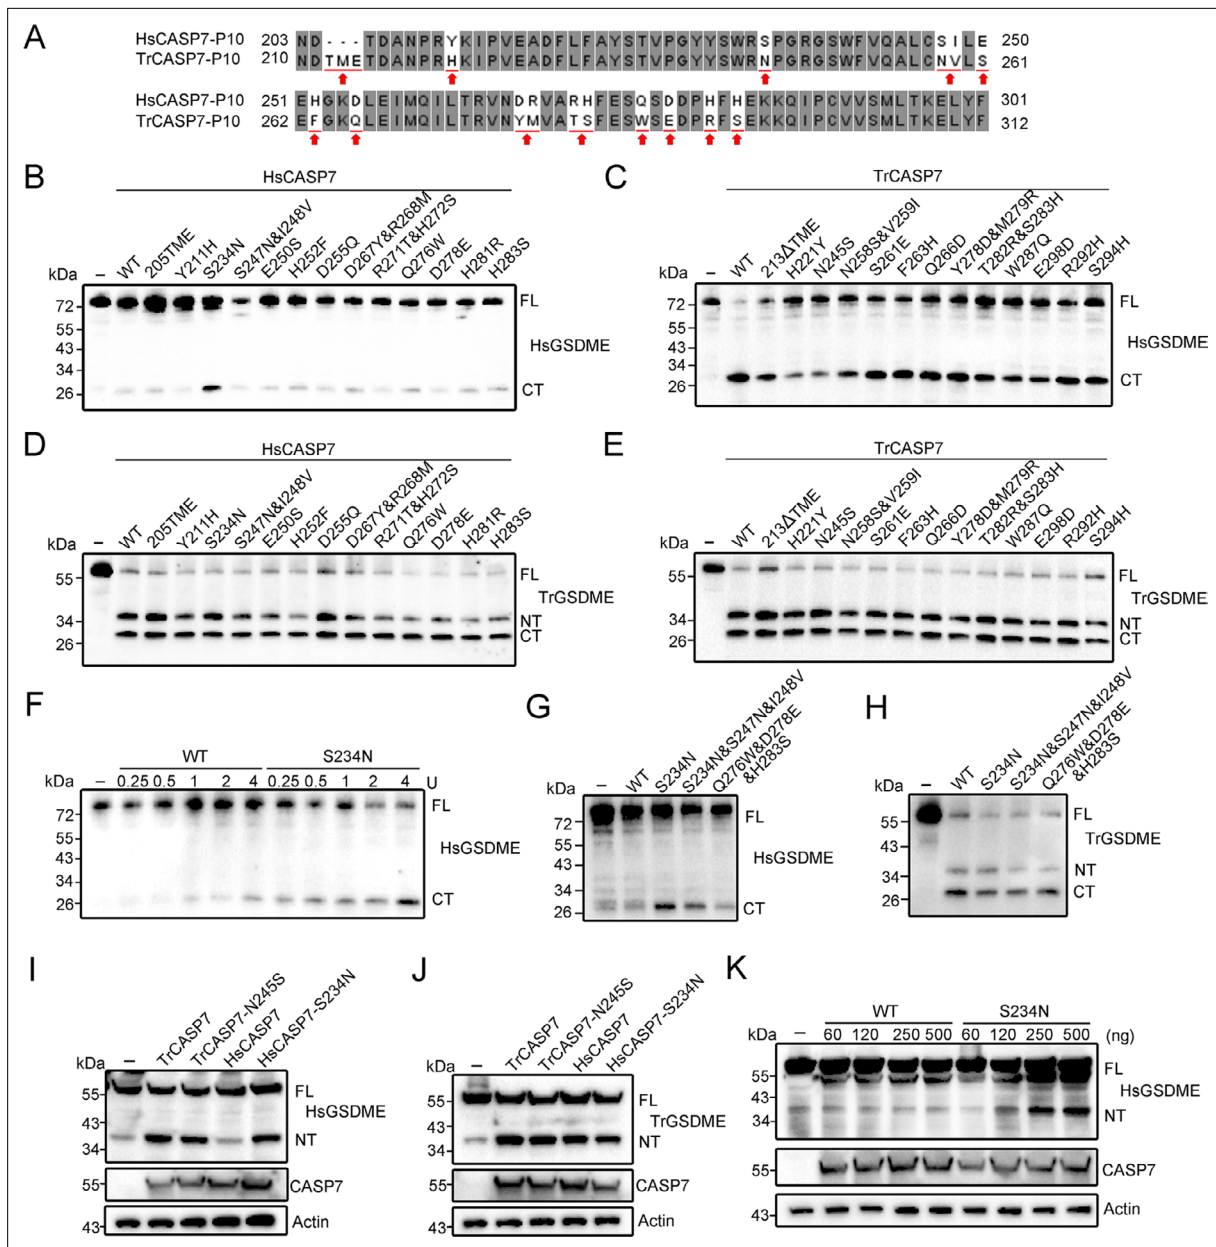 A
HsCASP7-P10 203 ND---TDANPRYKIPVEADFLFAYSTVPGYYSWRSPGRGSWFVQALCSILE 250
TrCASP7-P10 210 NDTMETDANPRHKIPVEADFLFAYSTVPGYYSWRNPGRGSWFVQALCNVLS 261
HsCASP7-P10 251 EHGKDLEIMQILTRVNDRVARHFESQSDDPHFHEKKQIPCVVSMLTKELYF 301
TrCASP7-P10 262 EFGKQLEIMQILTRVNYMVATSFESWSEDPRFSEKKQIPCVVSMLTKELYF 312
B
HsCASP7
kDa – WT 205TME Y211H S234N S247N&I248V E250S H252F D255Q D267Y&R268M R271T&H272S Q276W D278E H281R H283S
72 FL
55
43 HsGSDME
34
26 CT
C
TrCASP7
kDa – WT 213ΔTME H221Y N245S N258S&V259I S261E F263H Q266D Y278D&M279R T282R&S283H W287Q E298D R292H S294H
72 FL
55
43 HsGSDME
34
26 CT
D
HsCASP7
kDa – WT 205TME Y211H S234N S247N&I248V E250S H252F D255Q D267Y&R268M R271T&H272S Q276W D278E H281R H283S
55 FL
TrGSDME
34 NT
26 CT
E
TrCASP7
kDa – WT 213ΔTME H221Y N245S N258S&V259I S261E F263H Q266D Y278D&M279R T282R&S283H W287Q E298D R292H S294H
55 FL
TrGSDME
34 NT
26 CT
F
WT S234N
kDa – 0.25 0.5 1 2 4 0.25 0.5 1 2 4 U
72 FL
55
43 HsGSDME
34
26 CT
G
kDa – WT S234N S234N&S247N&I248V Q276W&D278E &H283S
72 FL
55
43 HsGSDME
34
26 CT
H
kDa – WT S234N S234N&S247N&I248V Q276W&D278E &H283S
55 FL
43 TrGSDME
34 NT
26 CT
I
kDa – TrCASP7 TrCASP7-N245S HsCASP7 HsCASP7-S234N
55 FL
HsGSDME
43
34 NT
55 CASP7
43 Actin
J
kDa – TrCASP7 TrCASP7-N245S HsCASP7 HsCASP7-S234N
55 FL
TrGSDME
43
34 NT
55 CASP7
43 Actin
K
WT S234N
kDa – 60 120 250 500 60 120 250 500 (ng)
55 FL
HsGSDME
43
34 NT
55 CASP7
43 Actin